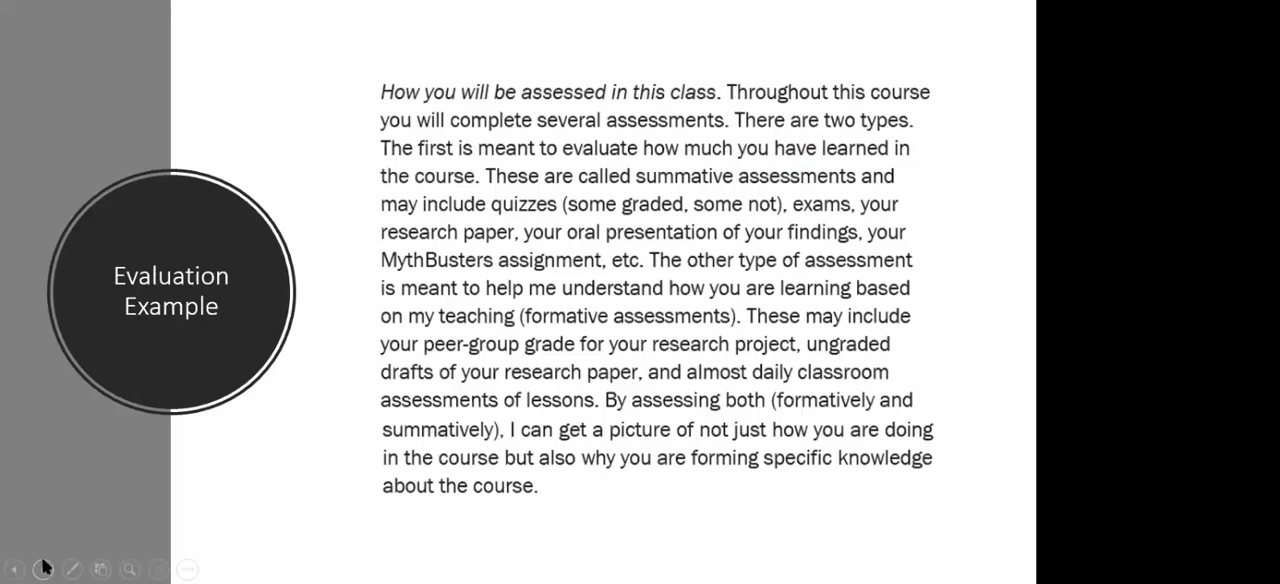 Evaluation
Example
How you will be assessed in this class. Throughout this course
you will complete several assessments. There are two types.
The first is meant to evaluate how much you have learned in
the course. These are called summative assessments and
may include quizzes (some graded, some not), exams, your
research paper, your oral presentation of your findings, your
MythBusters assignment, etc. The other type of assessment
is meant to help me understand how you are learning based
on my teaching (formative assessments). These may include
your peer-group grade for your research project, ungraded
drafts of your research paper, and almost daily classroom
assessments of lessons. By assessing both (formatively and
summatively), I can get a picture of not just how you are doing
in the course but also why you are forming specific knowledge
about the course.